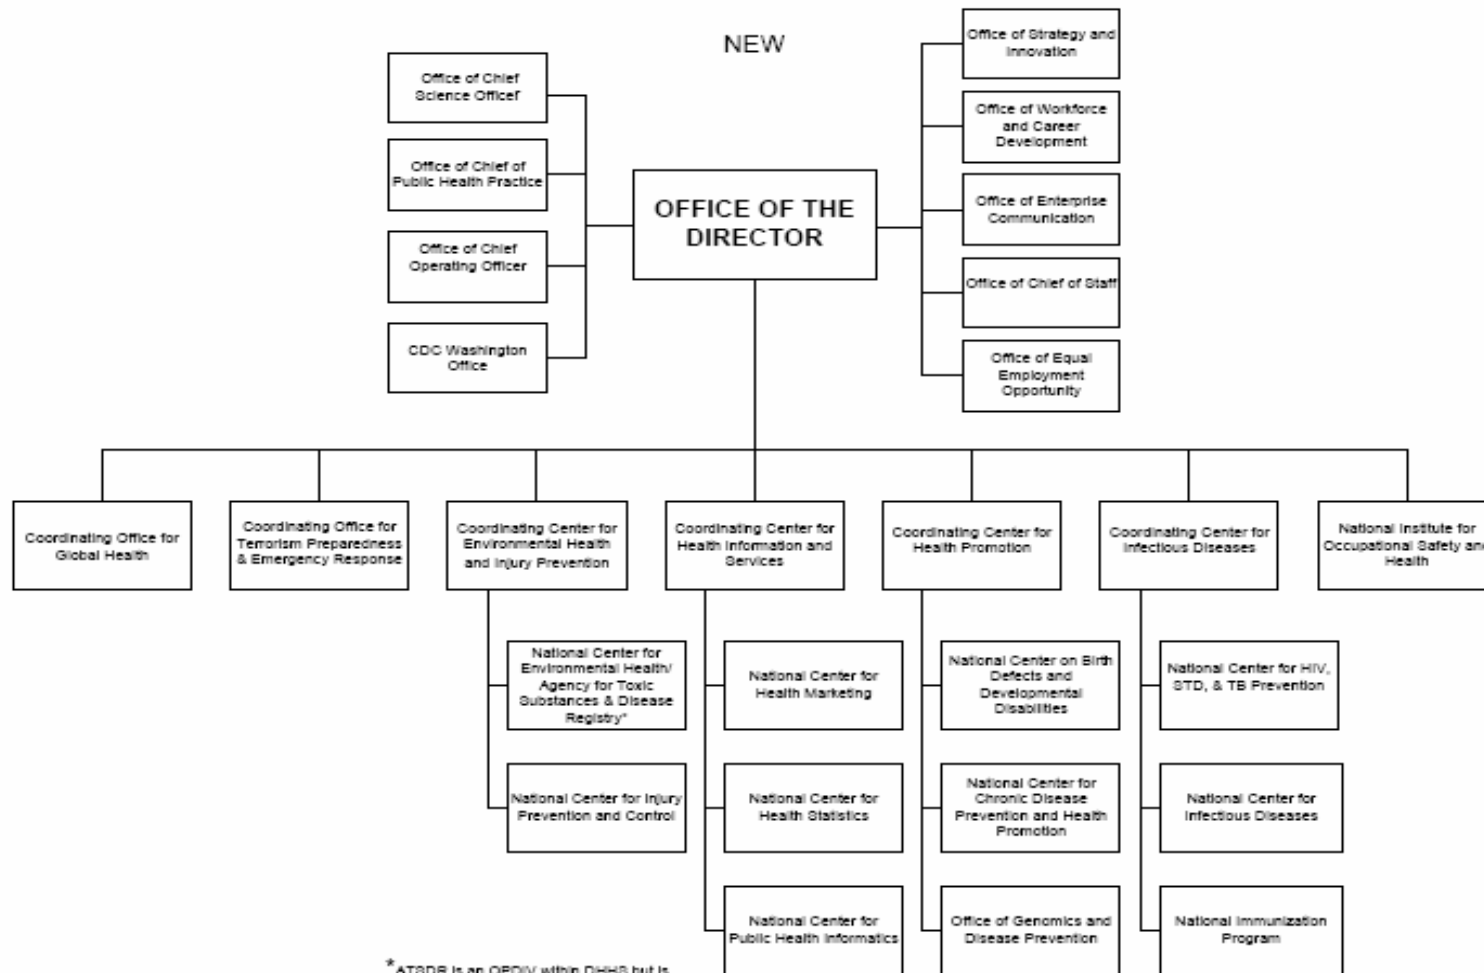 NEW
Office of Chief
Science Officer
Office of Chief of
Public Health Practice
Office of Chief
Operating Officer
CDC Washington
Office
OFFICE OF THE
DIRECTOR
Office of Strategy and
Innovation
Office of Workforce
and Career
Development
Office of Enterprise
Communication
Office of Chief of Staff
Office of Equal
Employment
Opportunity
Coordinating Office for
Global Health
Coordinating Office for
Terrorism Preparedness
& Emergency Response
Coordinating Center for
Environmental Health
and Injury Prevention
Coordinating Center for
Health Information and
Services
Coordinating Center for
Health Promotion
Coordinating Center for
Infectious Diseases
National Institute for
Occupational Safety and
Health
National Center for
Environmental Health/
Agency for Toxic
Substances & Disease
Registry*
National Center for Injury
Prevention and Control
National Center for
Health Marketing
National Center for
Health Statistics
National Center for
Public Health Informatics
National Center on Birth
Defects and
Developmental
Disabilities
National Center for
Chronic Disease
Prevention and Health
Promotion
Office of Genomics and
Disease Prevention
National Center for HIV,
STD, & TB Prevention
National Center for
Infectious Diseases
National Immunization
Program
*ATSDR is an OPDIV within DHHS but is